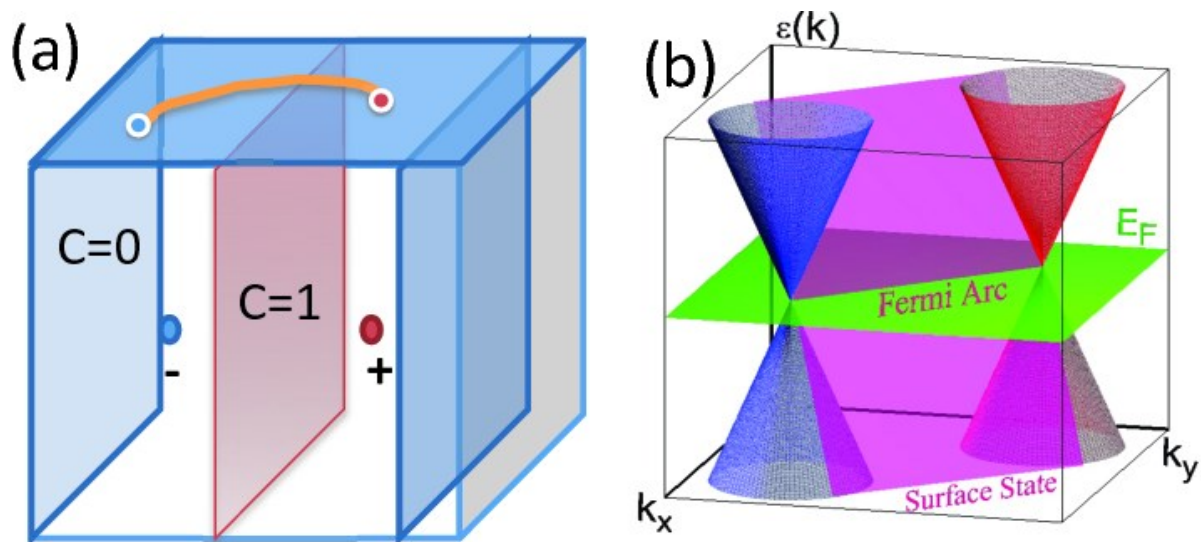 (a)
C=0
C=1
-
+
(b)
ε(k)
E_F
Fermi Arc
k_y
k_x
Surface State